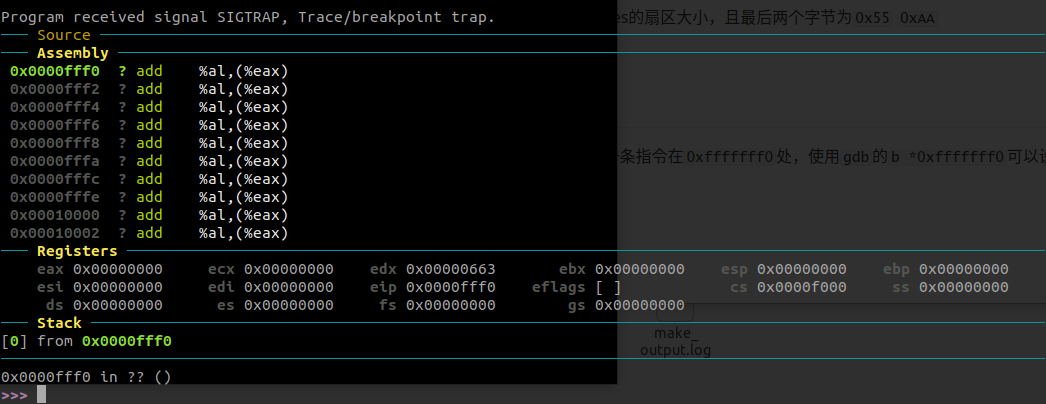 Program received signal SIGTRAP, Trace/breakpoint trap.
es的扇区大小，且最后两个字节为 0x55 0xAA
Source
Assembly
0x0000fff0 ? add %al,(%eax)
0x0000fff2 ? add %al,(%eax)
0x0000fff4 ? add %al,(%eax)
0x0000fff6 ? add %al,(%eax)
0x0000fff8 ? add %al,(%eax)
条指令在 0xfffffff0 处，使用 gdb 的 b *0xfffffff0 可以
0x0000fffa ? add %al,(%eax)
0x0000fffc ? add %al,(%eax)
0x0000fffe ? add %al,(%eax)
0x00010000 ? add %al,(%eax)
0x00010002 ? add %al,(%eax)
Registers
eax 0x00000000 ecx 0x00000000 edx 0x00000663 ebx 0x00000000 esp 0x00000000 ebp 0x00000000
esi 0x00000000 edi 0x00000000 eip 0x0000fff0 eflags [ ] cs 0x0000f000 ss 0x00000000
ds 0x00000000 es 0x00000000 fs 0x00000000 gs 0x00000000
Stack
[0] from 0x0000fff0
make_
output.log
0x0000fff0 in ?? ()
>>>